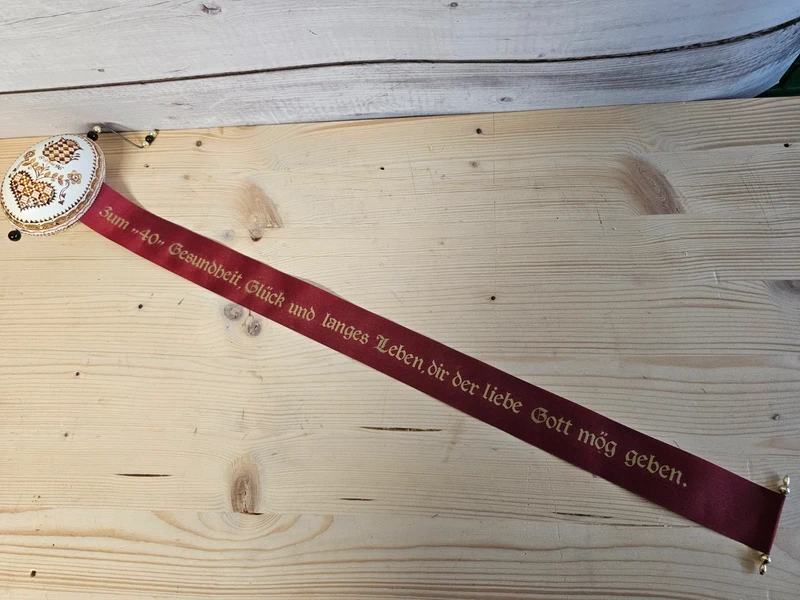 Zum „40" Gesundheit, Glück und langes Leben, dir der liebe Gott mög geben.